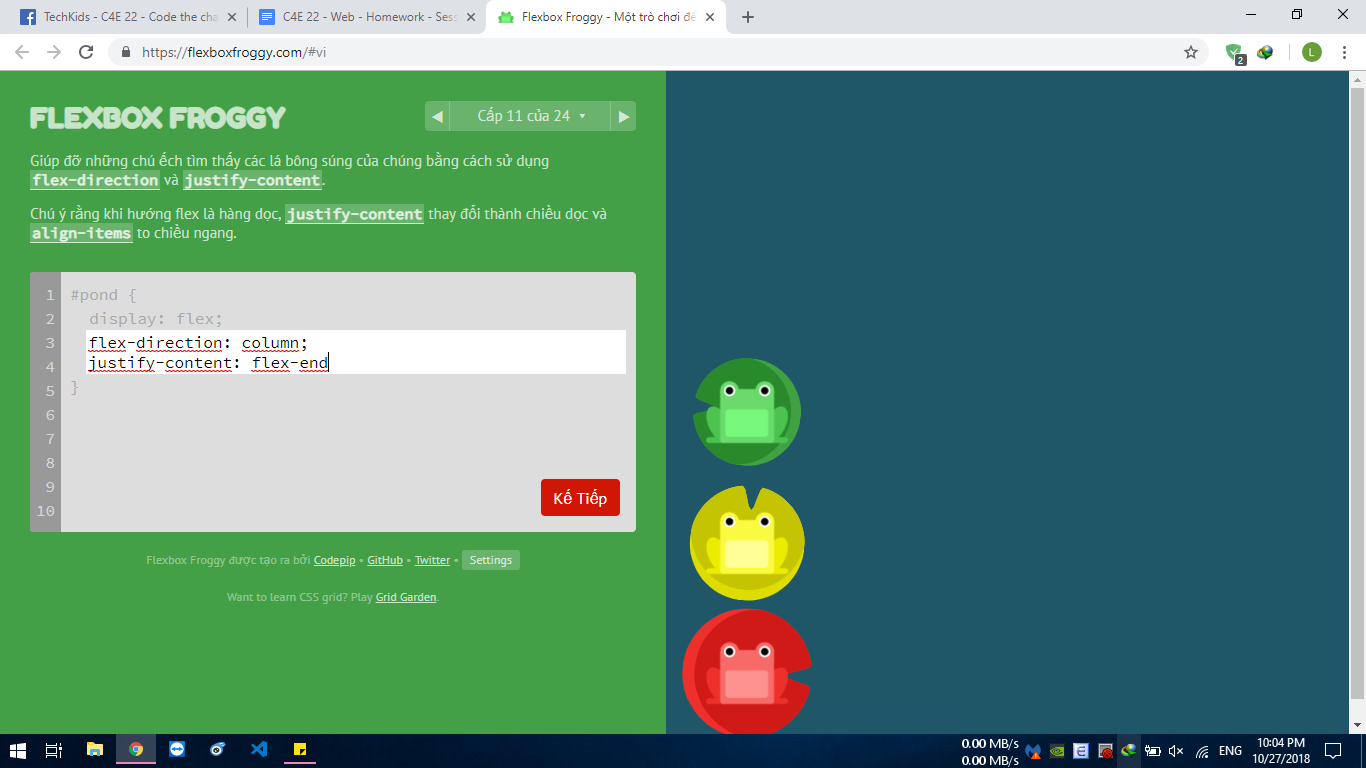 TechKids - C4E 22 - Code the cha
C4E 22 - Web - Homework - Sess
Flexbox Froggy - Một trò chơi để
https://flexboxfroggy.com/#vi
2
L
FLEXBOX FROGGY
◀ Cấp 11 của 24 ▾ ▶
Giúp đỡ những chú ếch tìm thấy các lá bông súng của chúng bằng cách sử dụng
flex-direction và justify-content.
Chú ý rằng khi hướng flex là hàng dọc, justify-content thay đổi thành chiều dọc và
align-items to chiều ngang.
1 #pond {
2 display: flex;
3 flex-direction: column;
4 justify-content: flex-end
5 }
6
7
8
9
10
Kế Tiếp
Flexbox Froggy được tạo ra bởi Codepip • GitHub • Twitter • Settings
Want to learn CSS grid? Play Grid Garden.
0.00 MB/s
0.00 MB/s
ENG
10:04 PM
10/27/2018